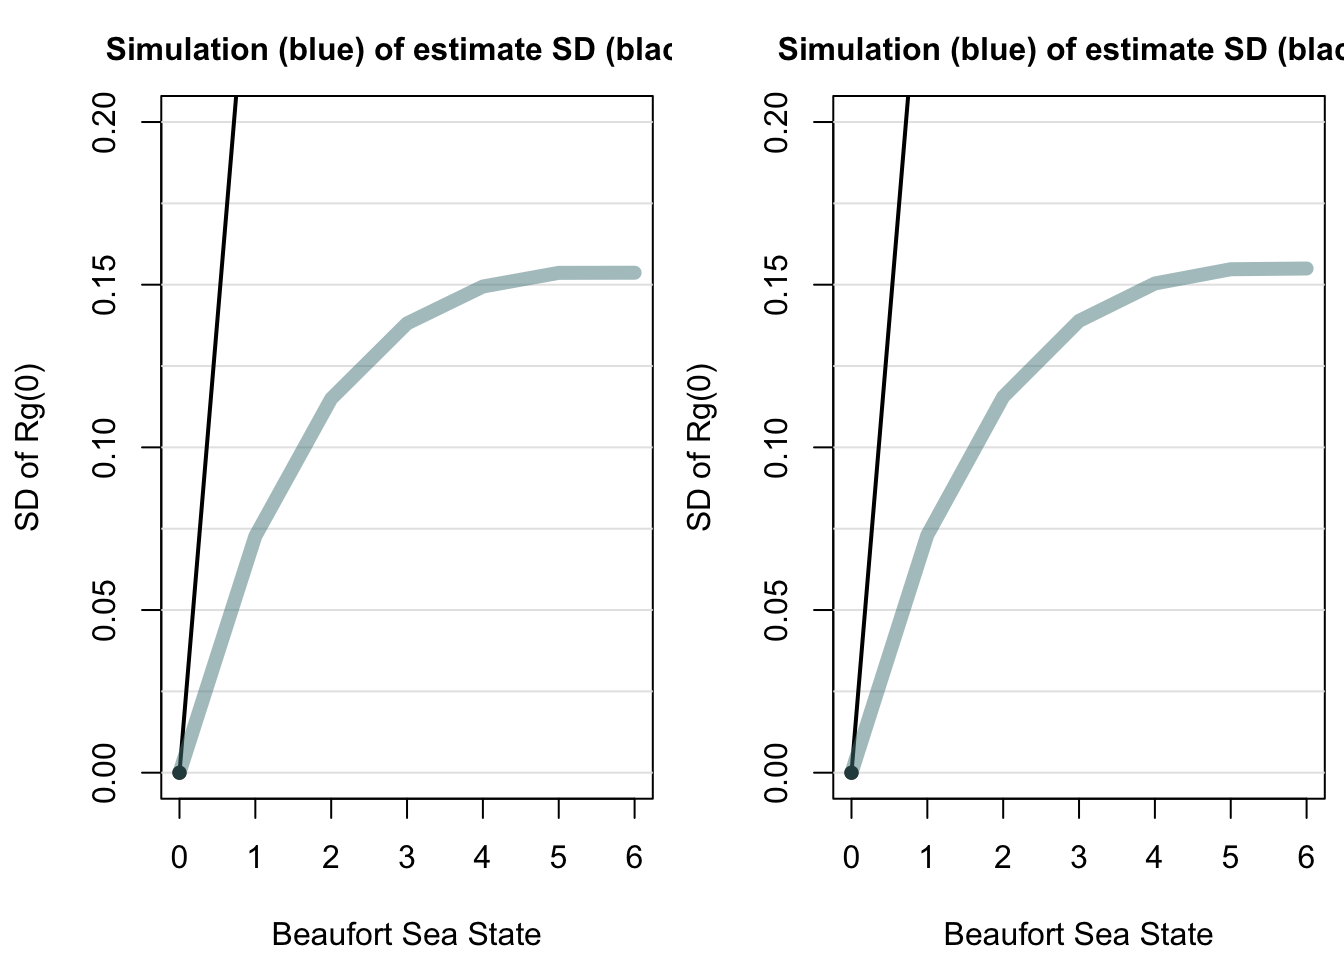 Simulation (blue) of estimate SD (blac
0.20
0.15
0.10
0.05
0.00
SD of Rg(0)
0 1 2 3 4 5 6
Beaufort Sea State
Simulation (blue) of estimate SD (blac
0.20
0.15
0.10
0.05
0.00
SD of Rg(0)
0 1 2 3 4 5 6
Beaufort Sea State